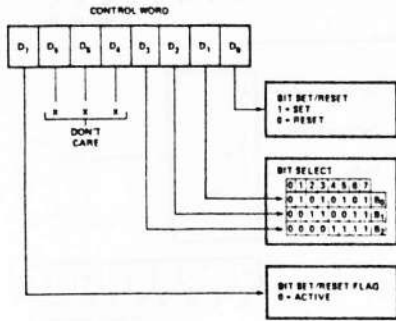 CONTROL WORD
D7 D6 D5 D4 D3 D2 D1 D0
X X X
DON'T
CARE
BIT SET/RESET
1 = SET
0 = RESET
BIT SELECT
0 1 2 3 4 5 6 7
0 1 0 1 0 1 0 1 B0
0 0 1 1 0 0 1 1 B1
0 0 0 0 1 1 1 1 B2
BIT SET/RESET FLAG
0 = ACTIVE